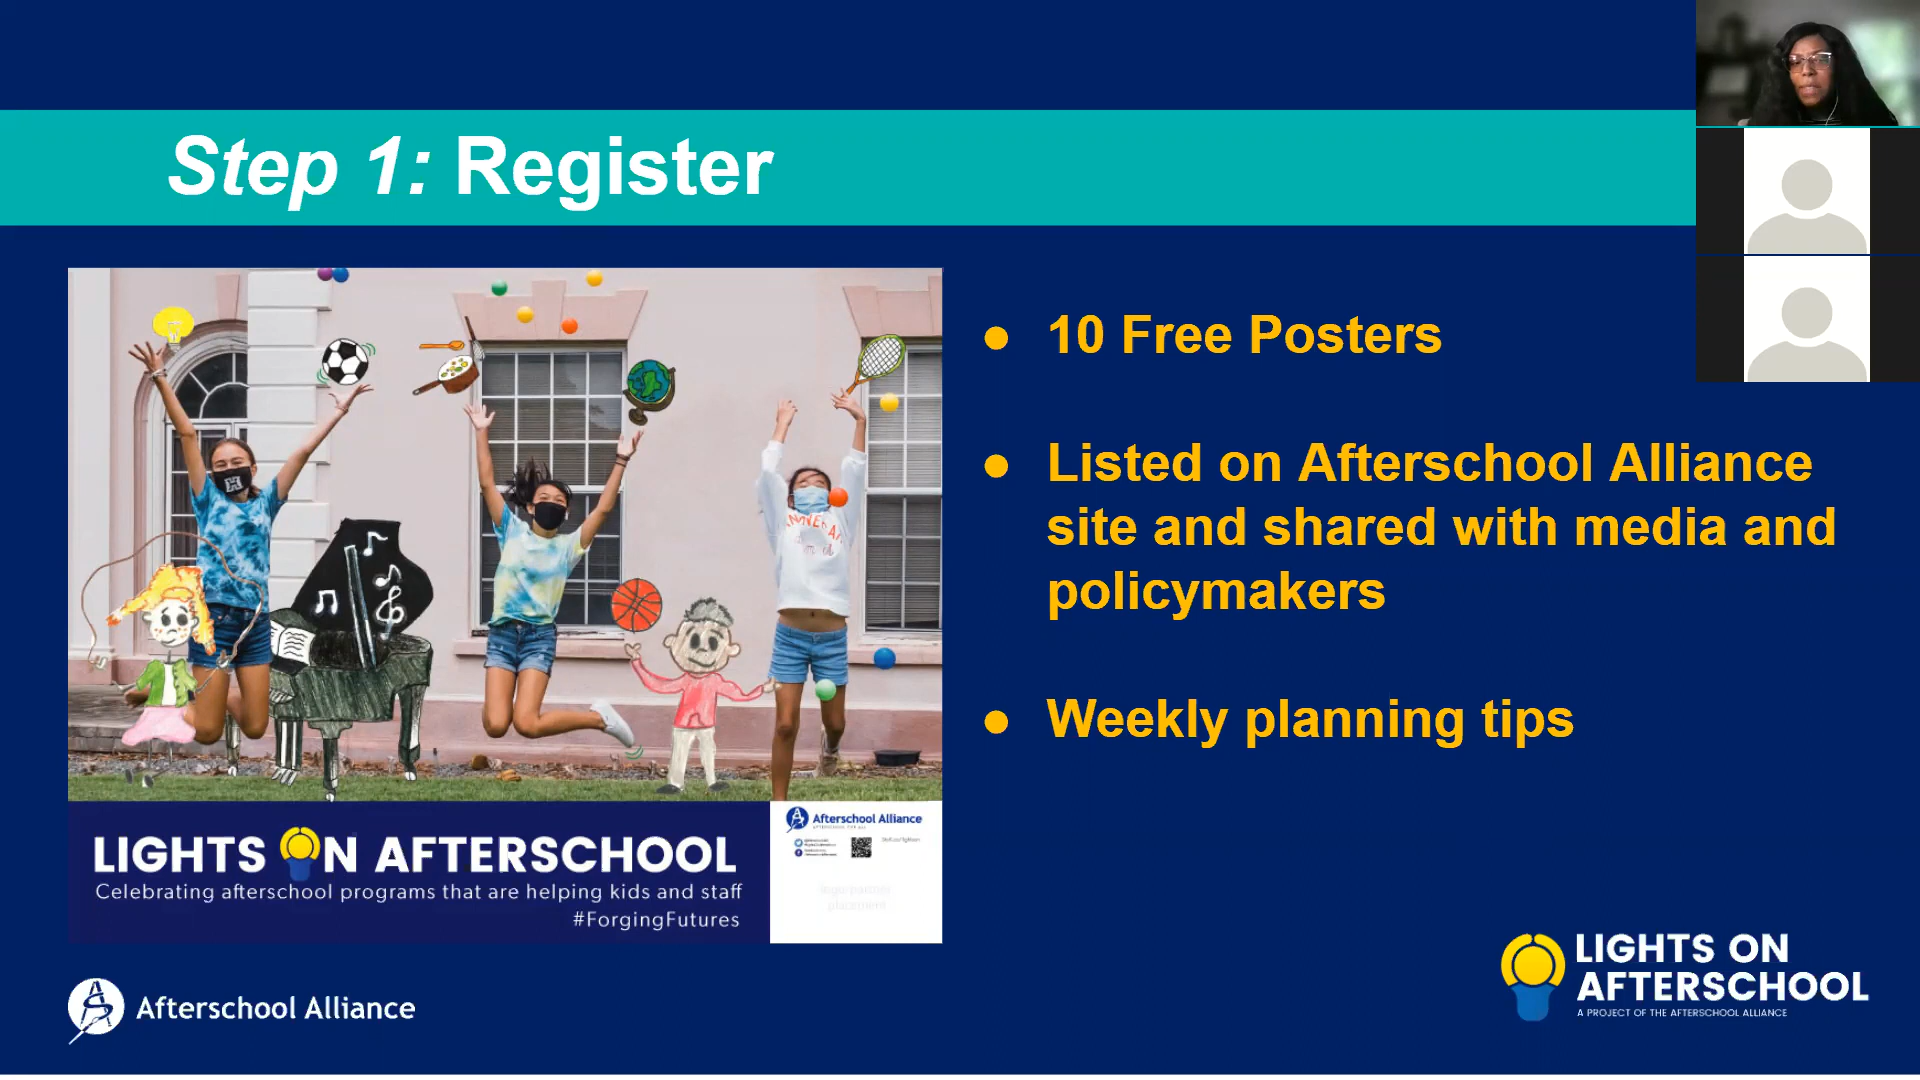 Step 1: Register
10 Free Posters
Listed on Afterschool Alliance
site and shared with media and
policymakers
Weekly planning tips
LIGHTS ON AFTERSCHOOL
Celebrating afterschool programs that are helping kids and staff
#ForgingFutures
Afterschool Alliance
Afterschool Alliance
LIGHTS ON
AFTERSCHOOL
A PROJECT OF THE AFTERSCHOOL ALLIANCE